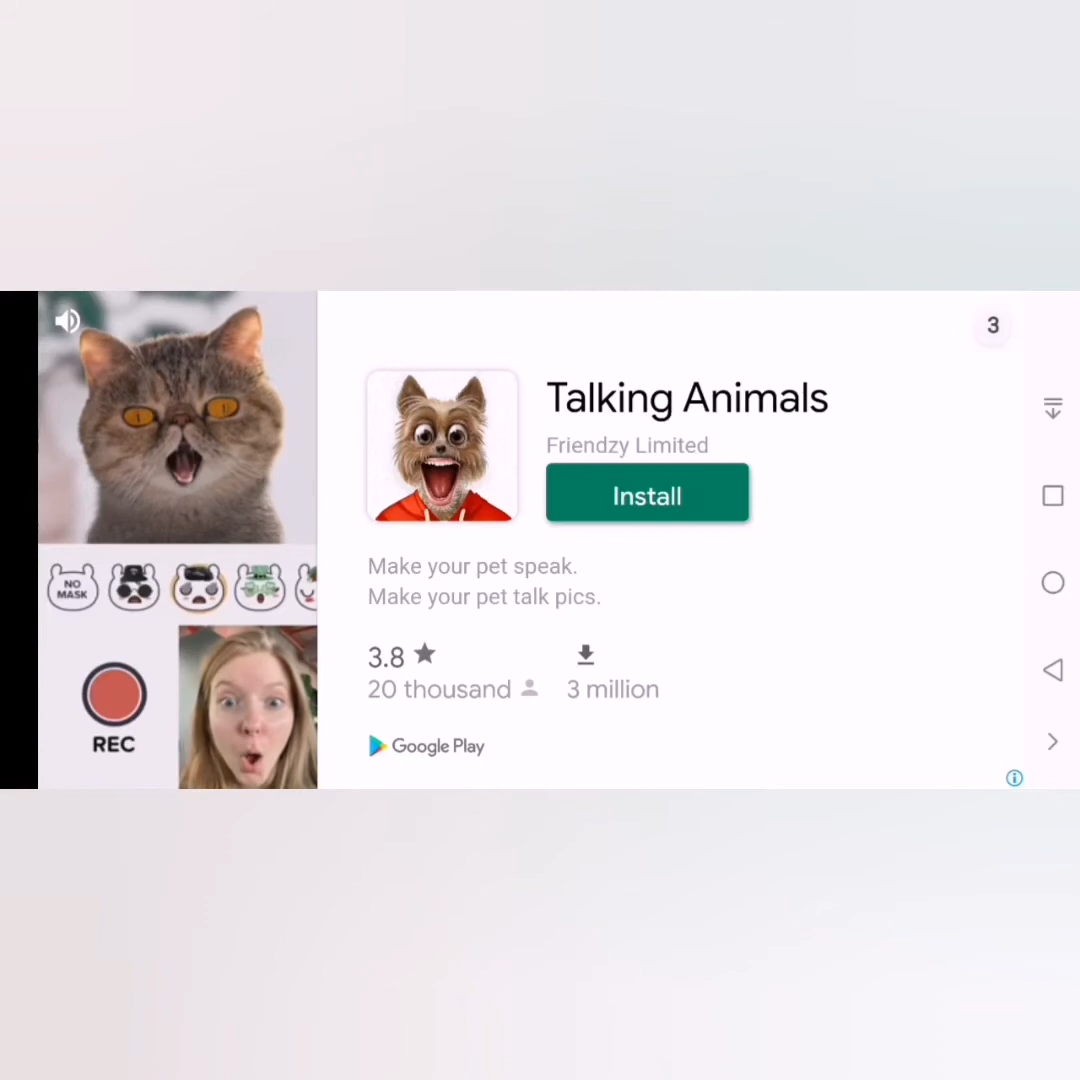 3
Talking Animals
Friendzy Limited
Install
NO
MASK
Make your pet speak.
Make your pet talk pics.
REC
3.8
20 thousand
3 million
Google Play